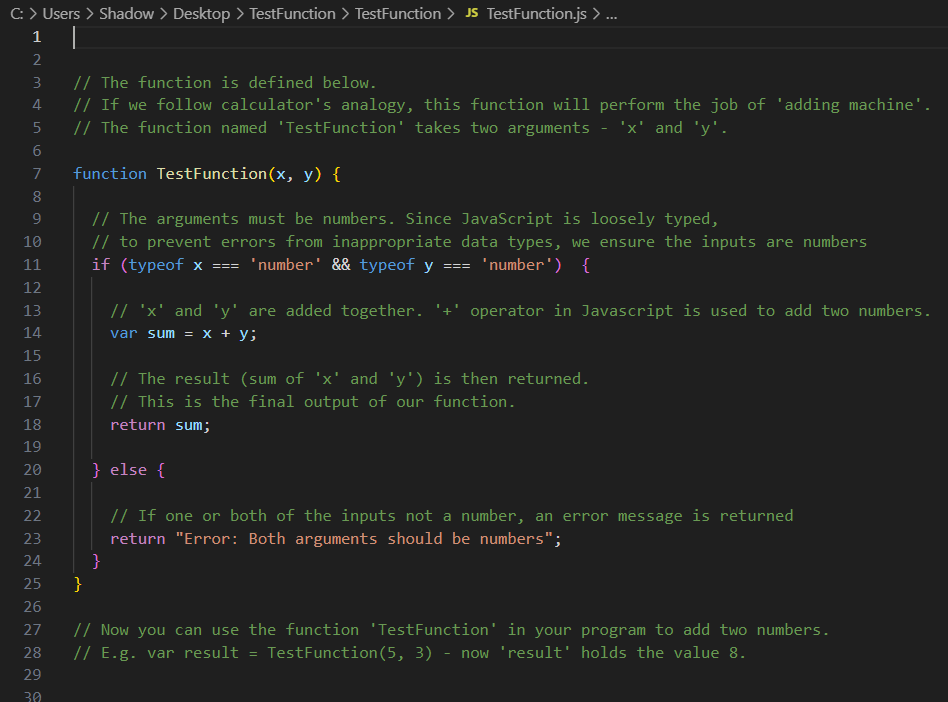 C: > Users > Shadow > Desktop > TestFunction > TestFunction > JS TestFunction.js > ...
1
2
3 // The function is defined below.
4 // If we follow calculator's analogy, this function will perform the job of 'adding machine'.
5 // The function named 'TestFunction' takes two arguments - 'x' and 'y'.
6
7 function TestFunction(x, y) {
8
9 // The arguments must be numbers. Since JavaScript is loosely typed,
10 // to prevent errors from inappropriate data types, we ensure the inputs are numbers
11 if (typeof x === 'number' && typeof y === 'number')  {
12
13 // 'x' and 'y' are added together. '+' operator in Javascript is used to add two numbers.
14 var sum = x + y;
15
16 // The result (sum of 'x' and 'y') is then returned.
17 // This is the final output of our function.
18 return sum;
19
20 } else {
21
22 // If one or both of the inputs not a number, an error message is returned
23 return "Error: Both arguments should be numbers";
24 }
25 }
26
27 // Now you can use the function 'TestFunction' in your program to add two numbers.
28 // E.g. var result = TestFunction(5, 3) - now 'result' holds the value 8.
29
30